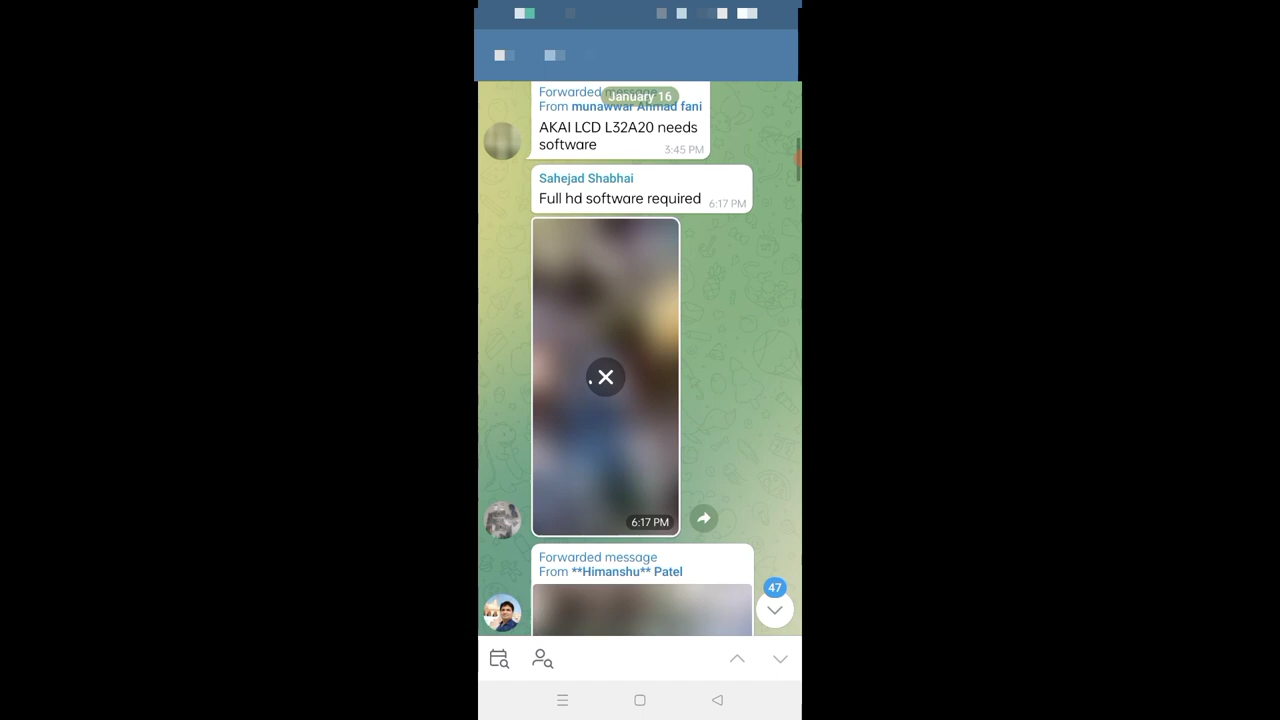 Forwarded message
January 16
From munawwar Ahmad fani
AKAI LCD L32A20 needs
software
3:45 PM
Sahejad Shabhai
Full hd software required
6:17 PM
6:17 PM
Forwarded message
From **Himanshu** Patel
47